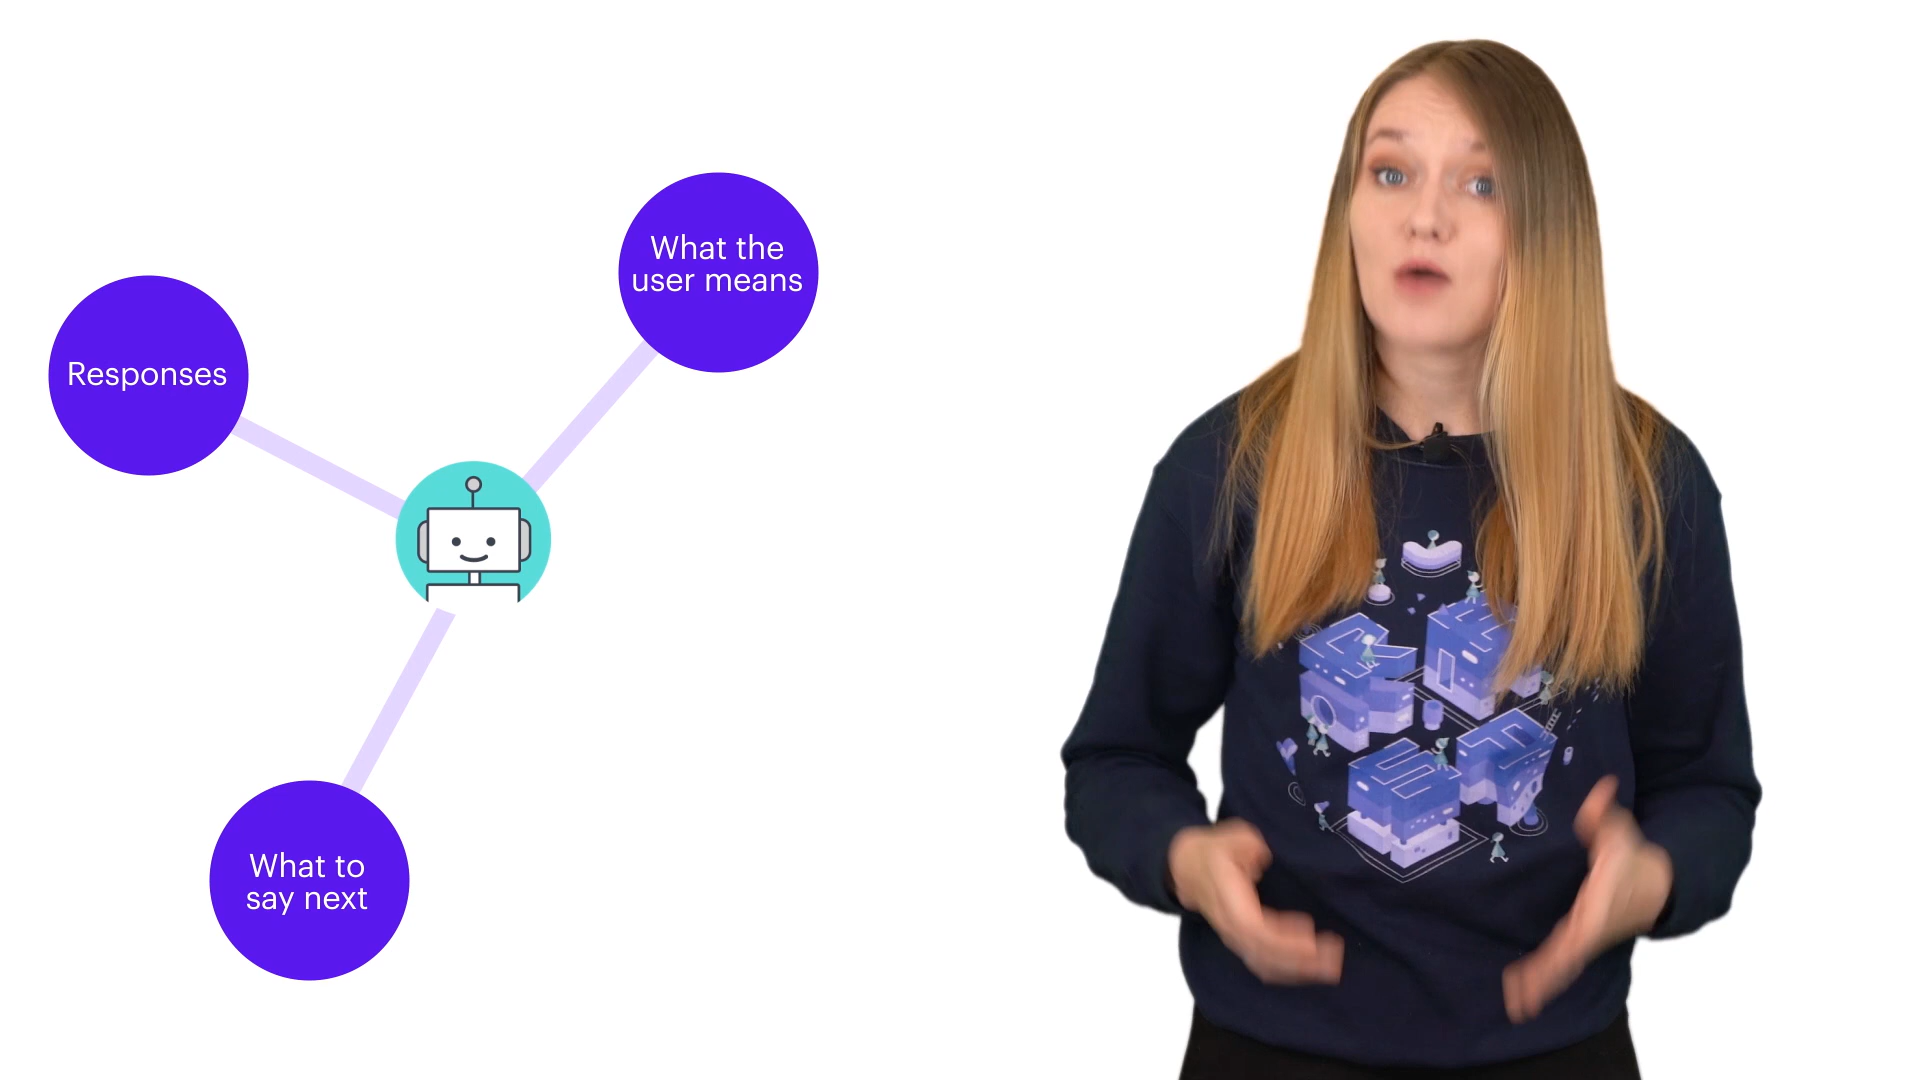 What the
user means
Responses
What to
say next